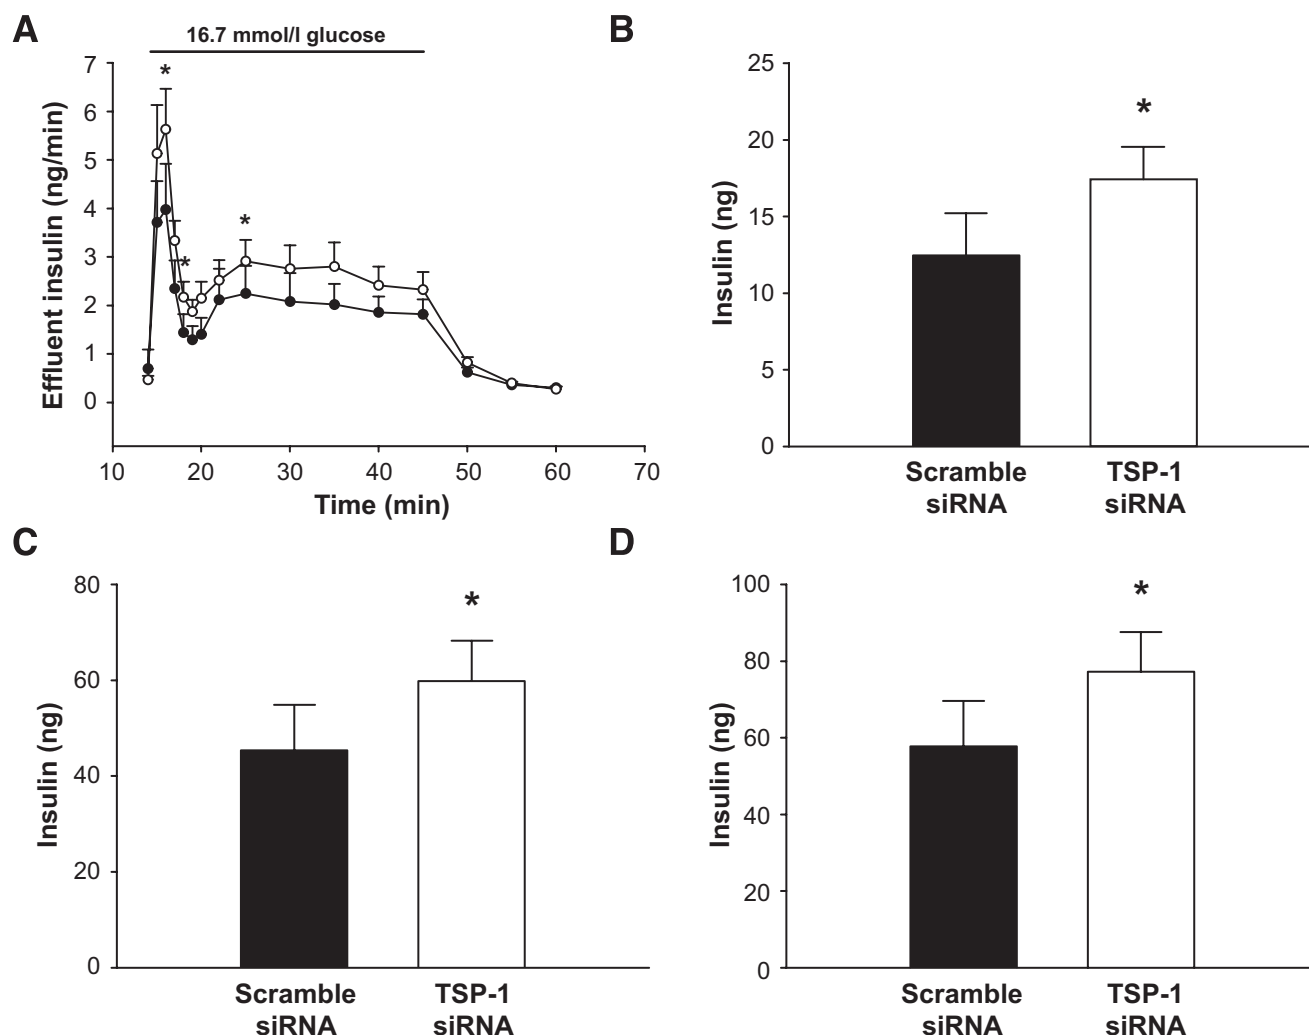 A
16.7 mmol/l glucose
7
6
5
4
3
2
1
0
Effluent insulin (ng/min)
*
*
*
10 20 30 40 50 60 70
Time (min)
B
25
20
15
10
5
0
Insulin (ng)
*
Scramble TSP-1
siRNA siRNA
C
80
60
40
20
0
Insulin (ng)
*
Scramble TSP-1
siRNA siRNA
D
100
80
60
40
20
0
Insulin (ng)
*
Scramble TSP-1
siRNA siRNA